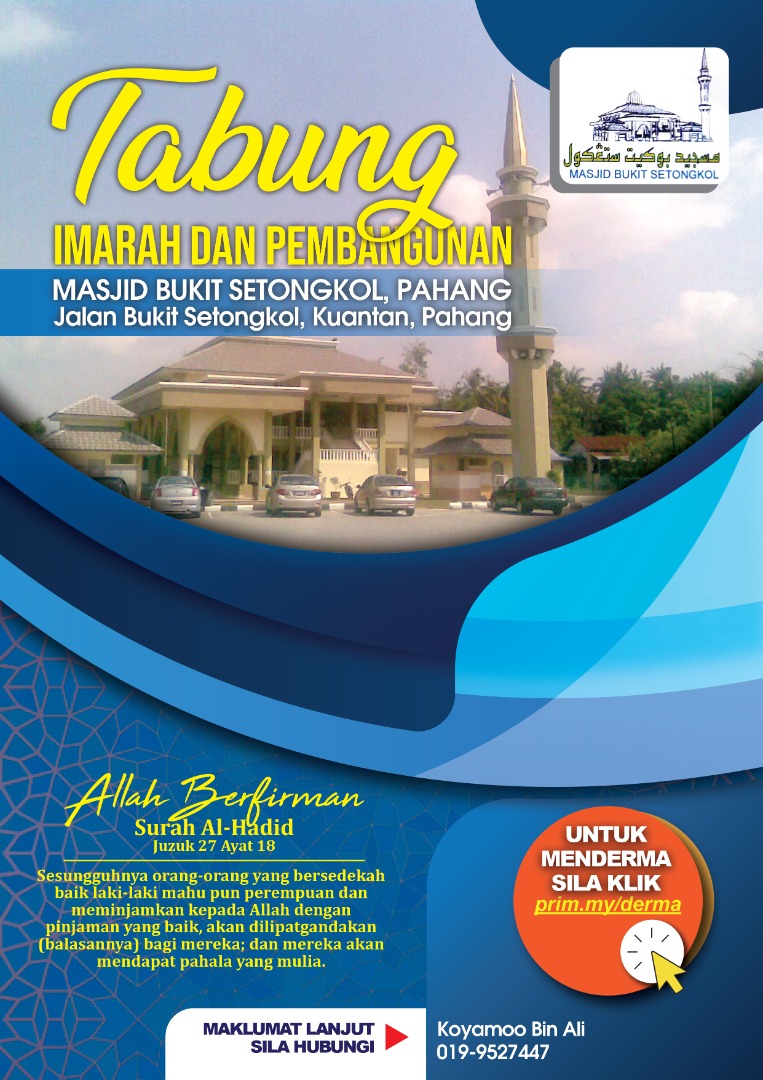 Tabung
IMARAH DAN PEMBANGUNAN
MASJID BUKIT SETONGKOL, PAHANG
Jalan Bukit Setongkol, Kuantan, Pahang
مسجيد بوكيت ستڠكول
MASJID BUKIT SETONGKOL
Allah Berfirman
Surah Al-Hadid
Juzuk 27 Ayat 18
Sesungguhnya orang-orang yang bersedekah
baik laki-laki mahu pun perempuan dan
meminjamkan kepada Allah dengan
pinjaman yang baik, akan dilipatgandakan
(balasannya) bagi mereka; dan mereka akan
mendapat pahala yang mulia.
UNTUK
MENDERMA
SILA KLIK
prim.my/derma
MAKLUMAT LANJUT
SILA HUBUNGI
Koyamoo Bin Ali
019-9527447